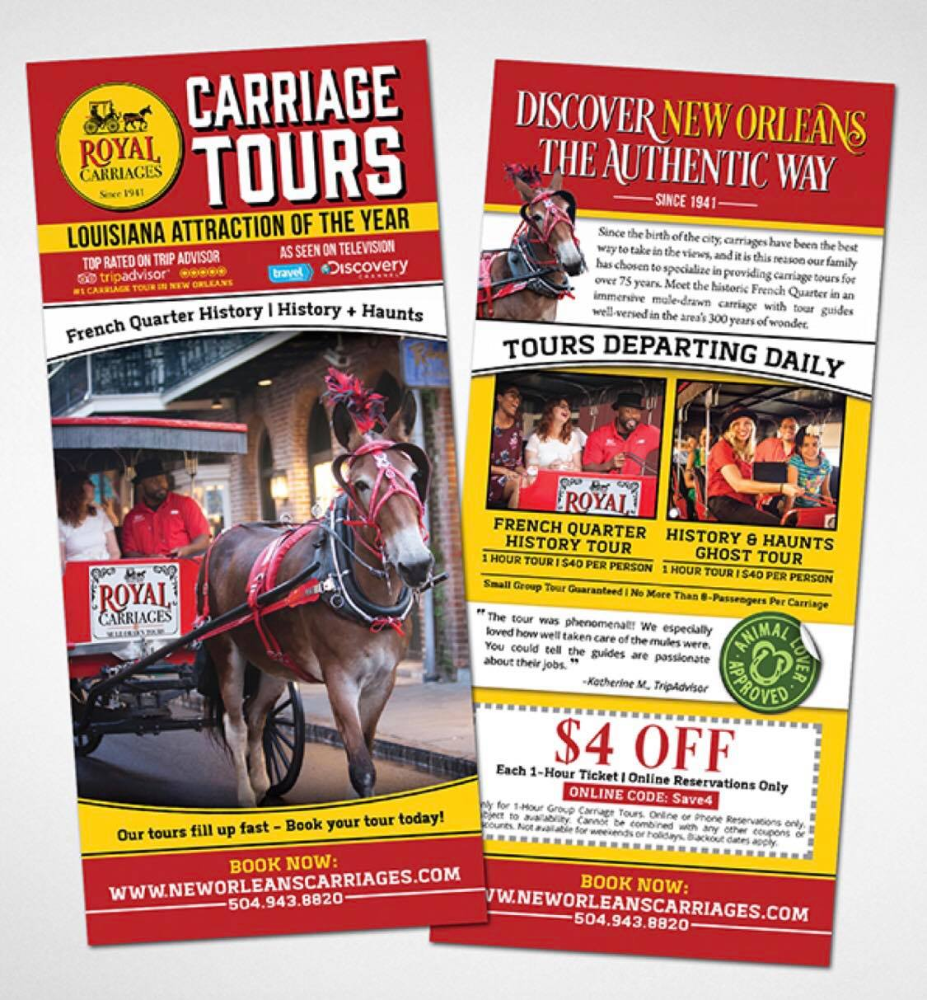 ROYAL
CARRIAGES
Since 1941
CARRIAGE
TOURS
LOUISIANA ATTRACTION OF THE YEAR
TOP RATED ON TRIP ADVISOR
tripadvisor
#1 CARRIAGE TOUR IN NEW ORLEANS
AS SEEN ON TELEVISION
travel
Discovery
CHANNEL
French Quarter History | History + Haunts
ROYAL
CARRIAGES
MULE DRAWN TOURS
Our tours fill up fast – Book your tour today!
BOOK NOW:
WWW.NEWORLEANSCARRIAGES.COM
504.943.8820
DISCOVER NEW ORLEANS
THE AUTHENTIC WAY
SINCE 1941
Since the birth of the city, carriages have been the best
way to take in the views, and it is this reason our family
has chosen to specialize in providing carriage tours for
over 75 years. Meet the historic French Quarter in an
immersive mule-drawn carriage with tour guides
well-versed in the area's 300 years of wonder.
TOURS DEPARTING DAILY
ROYAL
FRENCH QUARTER
HISTORY TOUR
1 HOUR TOUR | $40 PER PERSON
HISTORY & HAUNTS
GHOST TOUR
1 HOUR TOUR | $40 PER PERSON
Small Group Tour Guaranteed | No More Than 8-Passengers Per Carriage
"The tour was phenomenal!! We especially
loved how well taken care of the mules were.
You could tell the guides are passionate
about their jobs."
-Katherine M., TripAdvisor
ANIMAL LOVER
APPROVED
$4 OFF
Each 1-Hour Ticket | Online Reservations Only
ONLINE CODE: Save4
nly for 1-Hour Group Carriage Tours. Online or Phone Reservations only.
bject to availability. Cannot be combined with any other coupons or
counts. Not available for weekends or holidays. Blackout dates apply.
BOOK NOW:
WW.NEWORLEANSCARRIAGES.COM
504.943.8820